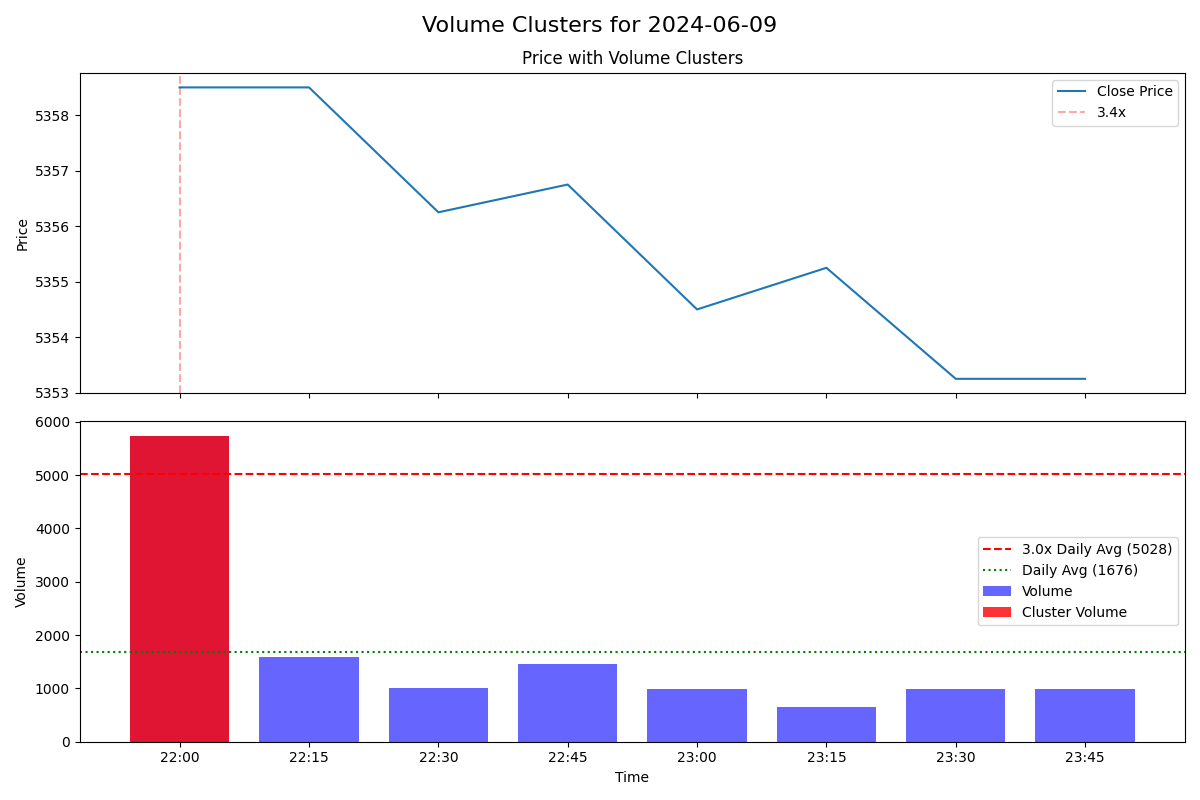 Volume Clusters for 2024-06-09
Price with Volume Clusters
Close Price
3.4x
5358
5357
5356
5355
5354
5353
Price
6000
5000
4000
3000
2000
1000
0
Volume
3.0x Daily Avg (5028)
Daily Avg (1676)
Volume
Cluster Volume
22:00 22:15 22:30 22:45 23:00 23:15 23:30 23:45
Time